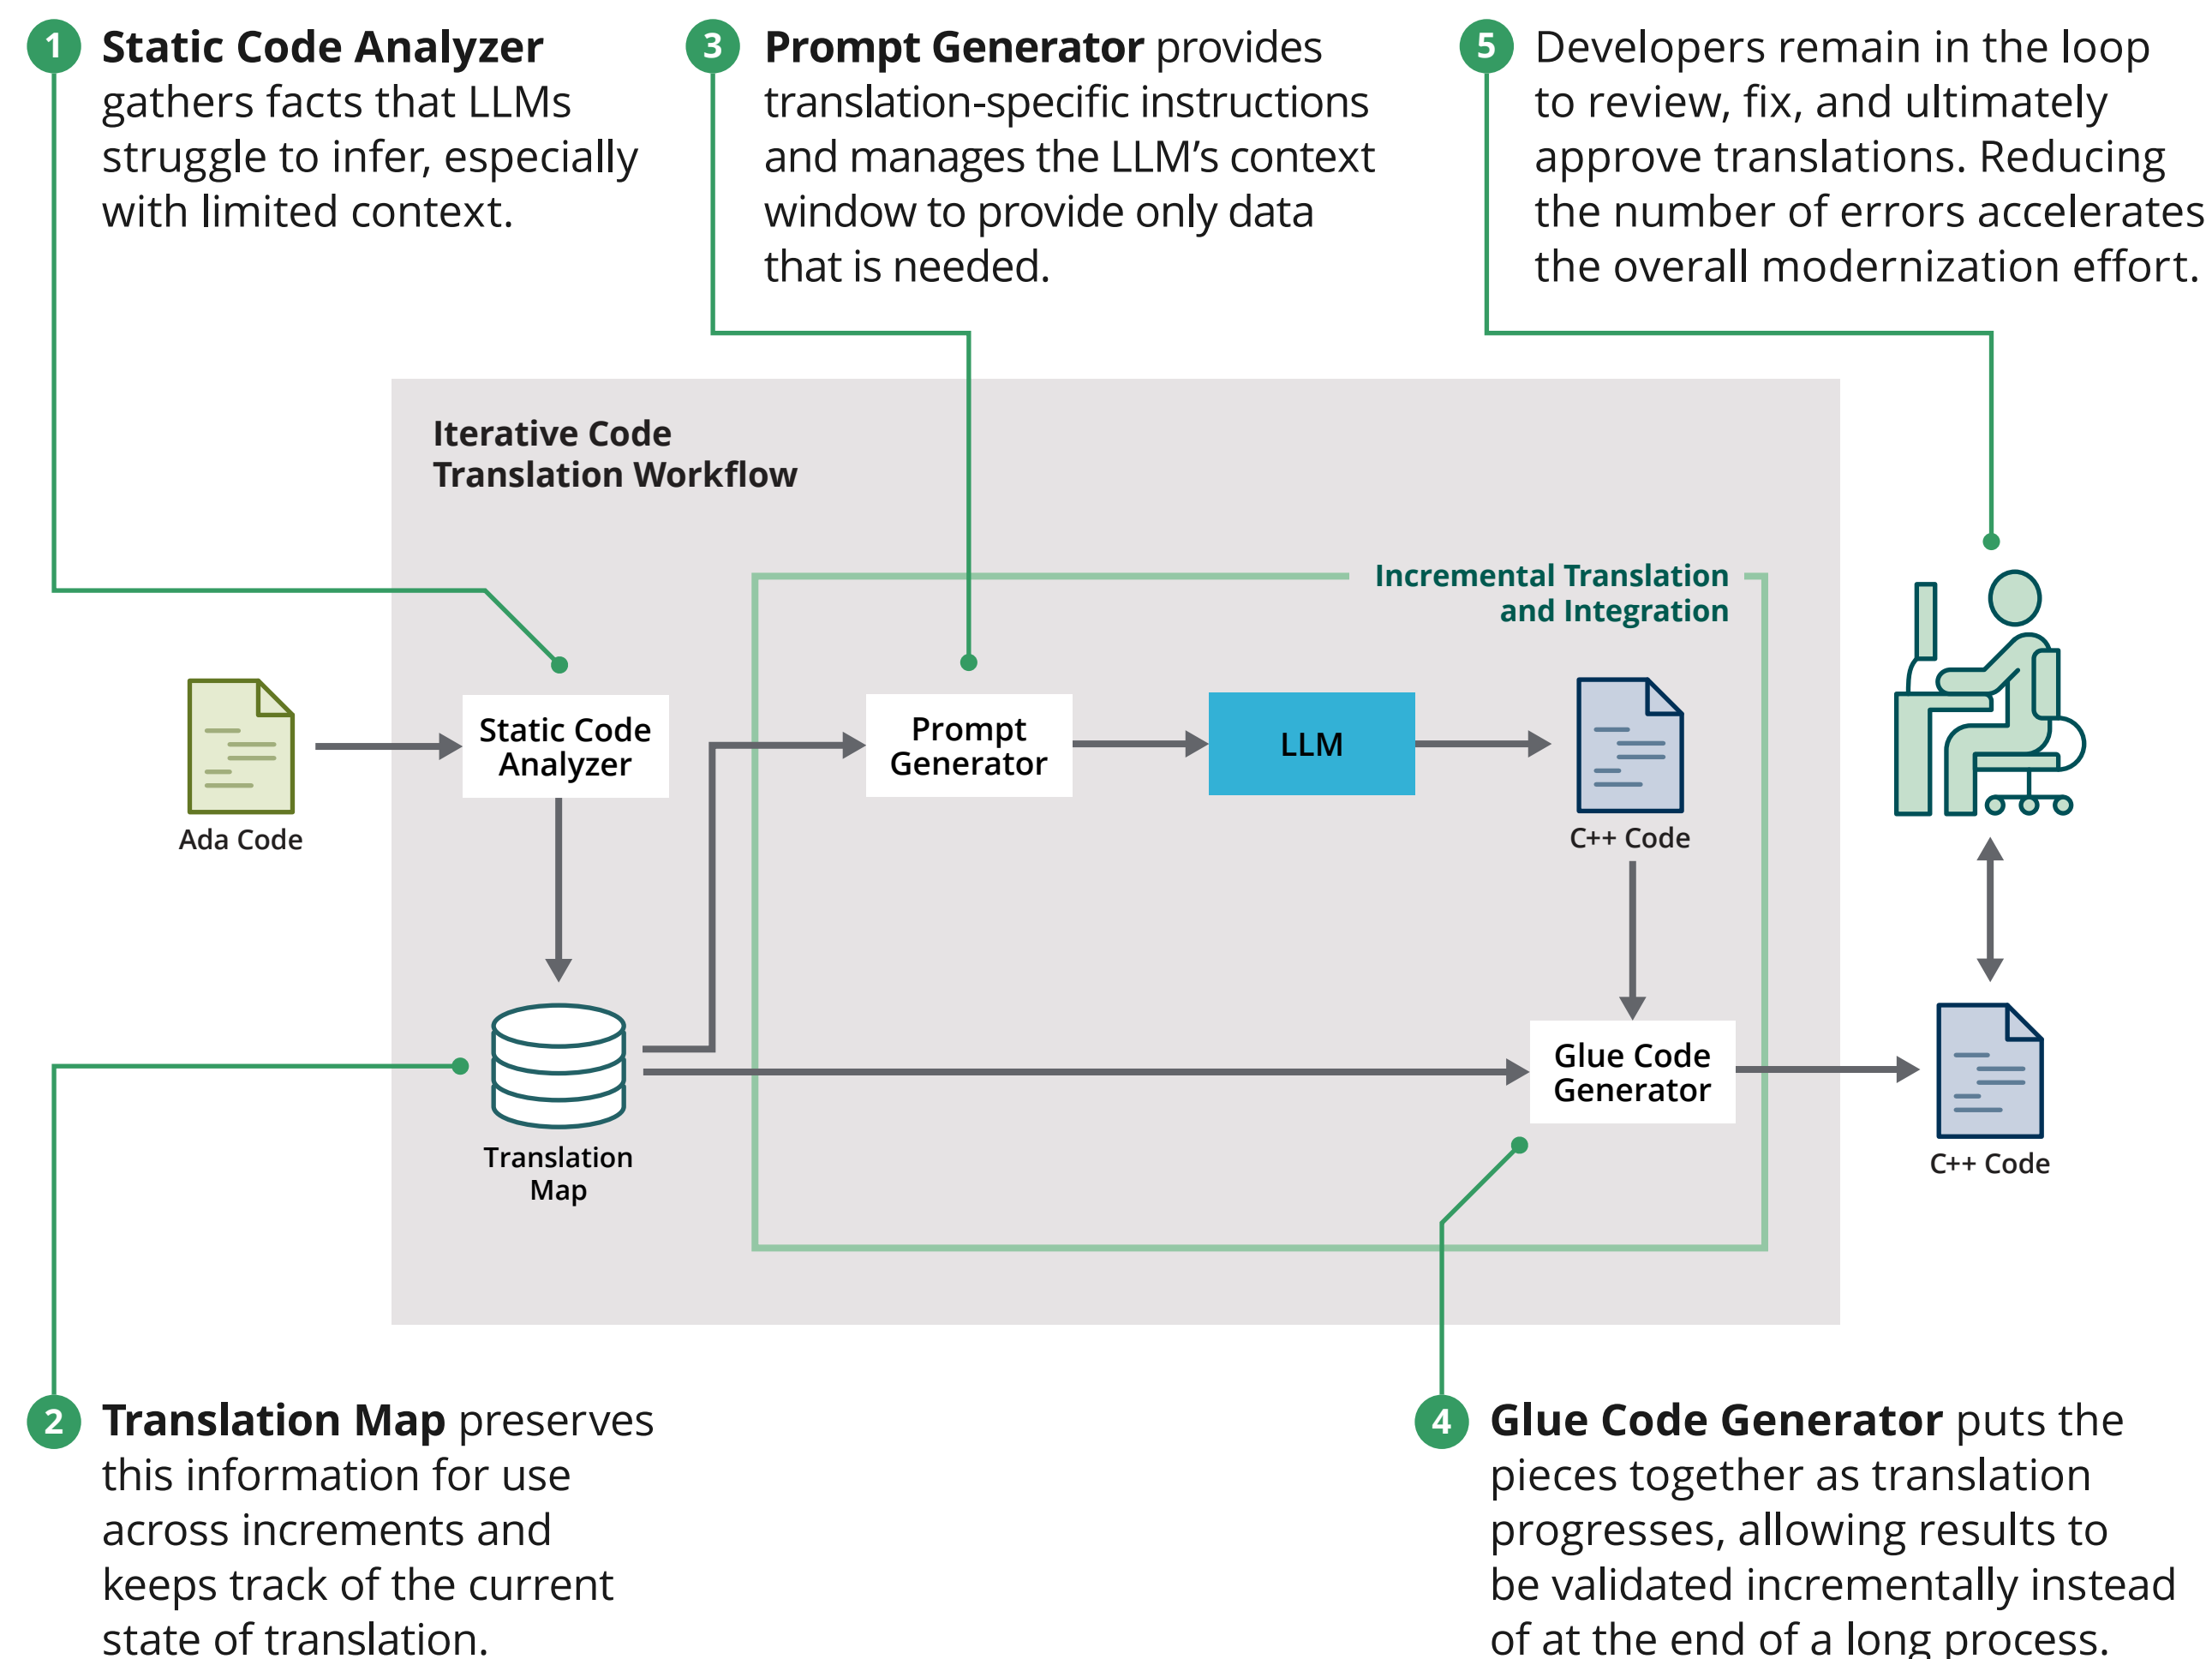 1
Static Code Analyzer
gathers facts that LLMs
struggle to infer, especially
with limited context.
3
Prompt Generator provides
translation-specific instructions
and manages the LLM’s context
window to provide only data
that is needed.
5
Developers remain in the loop
to review, fix, and ultimately
approve translations. Reducing
the number of errors accelerates
the overall modernization effort.
Iterative Code
Translation Workflow
Incremental Translation
and Integration
Ada Code
Static Code
Analyzer
Prompt
Generator
LLM
C++ Code
Translation
Map
Glue Code
Generator
C++ Code
2
Translation Map preserves
this information for use
across increments and
keeps track of the current
state of translation.
4
Glue Code Generator puts the
pieces together as translation
progresses, allowing results to
be validated incrementally instead
of at the end of a long process.